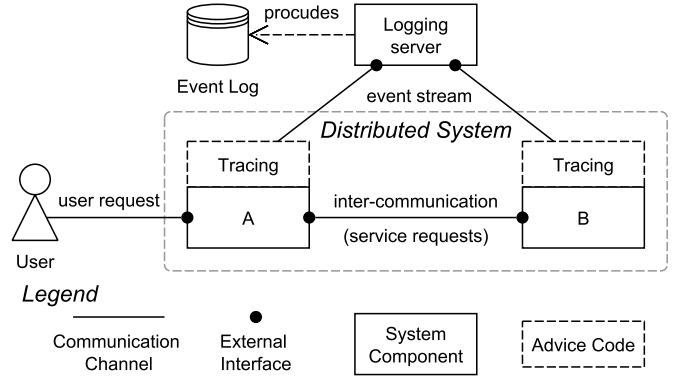 procudes
Logging
server
Event Log
event stream
Distributed System
Tracing
Tracing
user request
A
inter-communication
(service requests)
B
User
Legend
Communication
Channel
External
Interface
System
Component
Advice Code